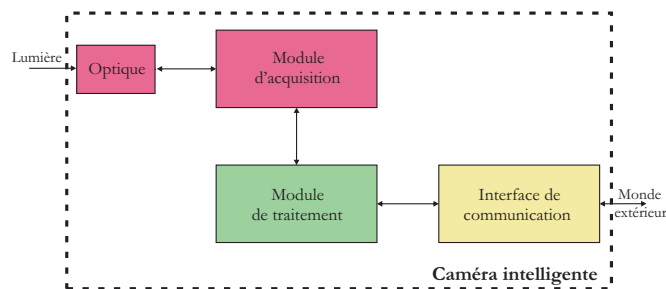 Lumière
Optique
Module
d'acquisition
Module
de traitement
Interface de
communication
Monde
extérieur
Caméra intelligente